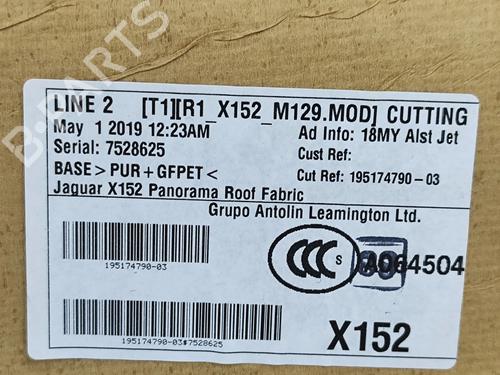 B-PARTS
LINE 2 [T1][R1_X152_M129.MOD] CUTTING
May 1 2019 12:23AM Ad Info: 18MY Alst Jet
Serial: 7528625 Cust Ref:
BASE> PUR+GFPET< Cut Ref: 195174790-03
Jaguar X152 Panorama Roof Fabric
Grupo Antolin Leamington Ltd.
195174790-03
CCC S A064504
195174790-03#7528625
X152